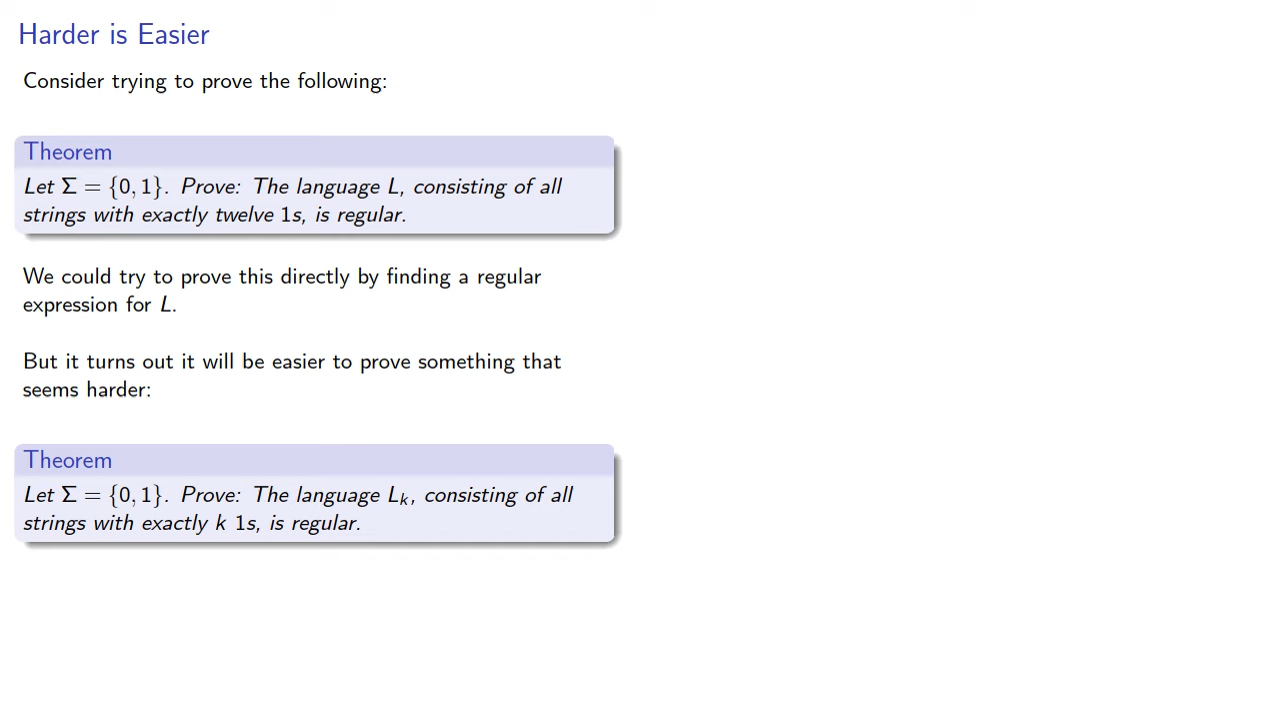 Harder is Easier
Consider trying to prove the following:
Theorem
Let Σ = {0, 1}. Prove: The language L, consisting of all
strings with exactly twelve 1s, is regular.
We could try to prove this directly by finding a regular
expression for L.
But it turns out it will be easier to prove something that
seems harder:
Theorem
Let Σ = {0, 1}. Prove: The language Lₖ, consisting of all
strings with exactly k 1s, is regular.